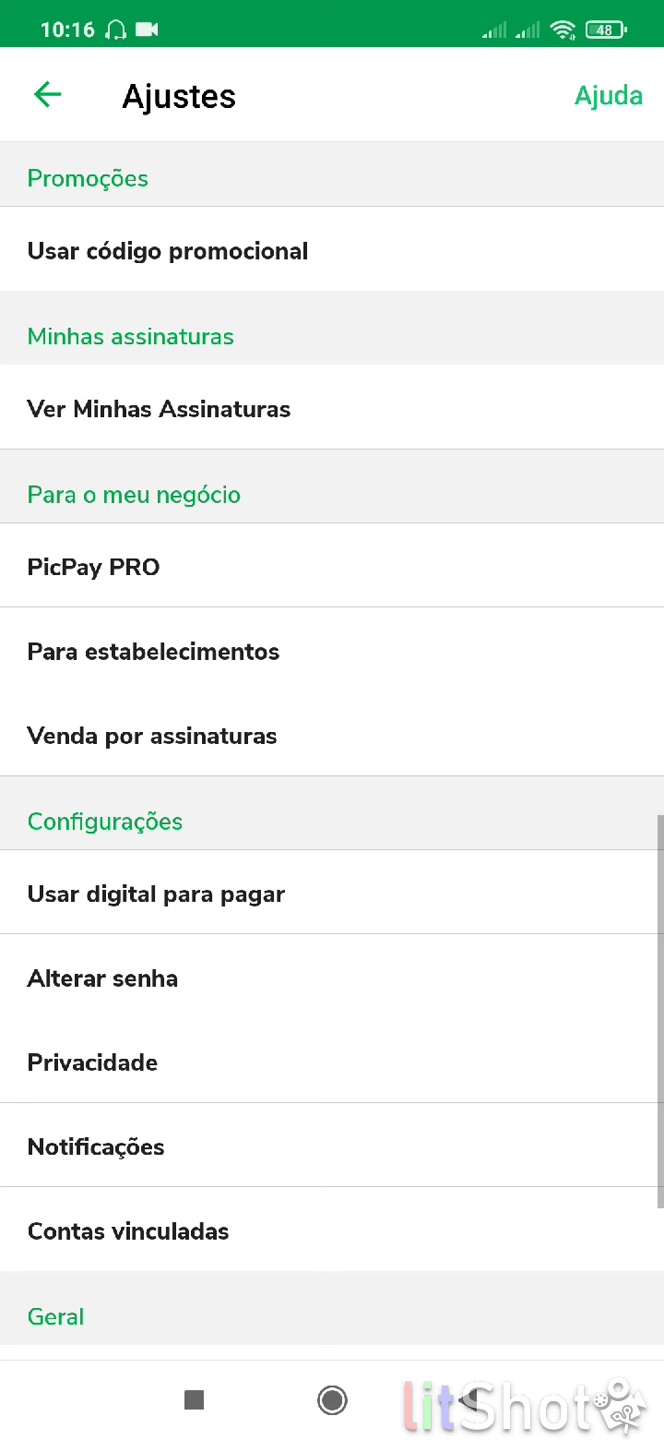 10:16 48
Ajustes Ajuda
Promoções
Usar código promocional
Minhas assinaturas
Ver Minhas Assinaturas
Para o meu negócio
PicPay PRO
Para estabelecimentos
Venda por assinaturas
Configurações
Usar digital para pagar
Alterar senha
Privacidade
Notificações
Contas vinculadas
Geral
litShot